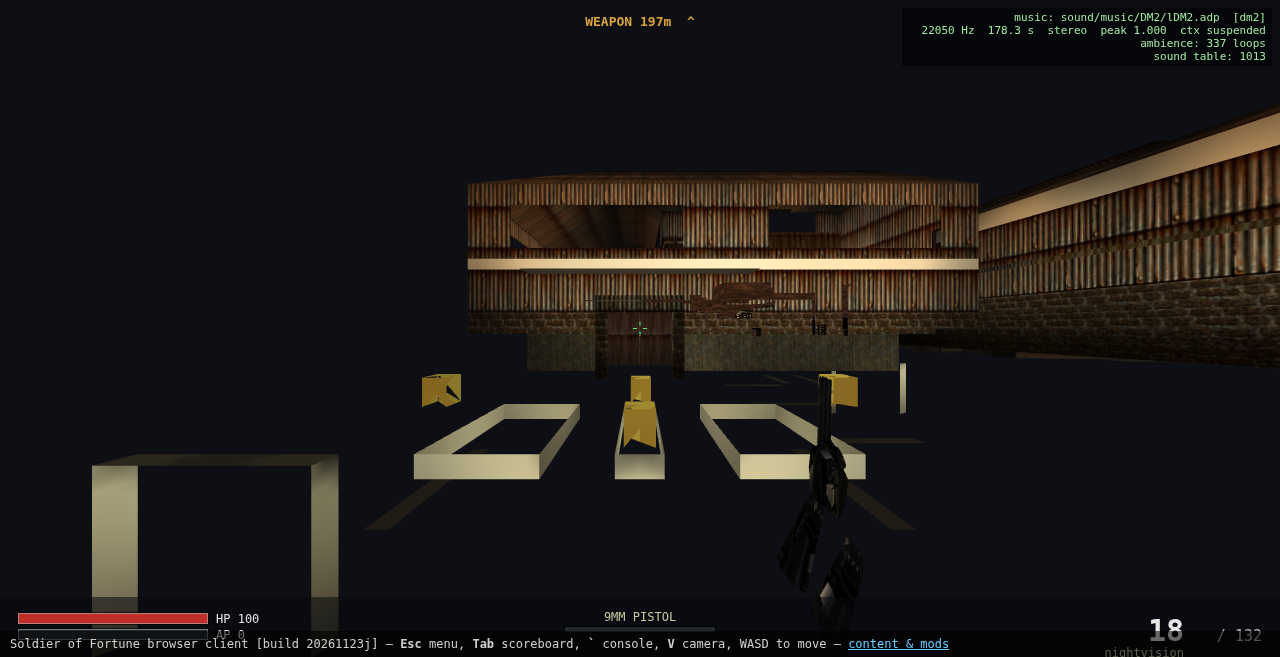 WEAPON 197m ^
music: sound/music/DM2/lDM2.adp [dm2]
22050 Hz 178.3 s stereo peak 1.000 ctx suspended
ambience: 337 loops
sound table: 1013
HP 100
AP 0
9MM PISTOL
18 / 132
Soldier of Fortune browser client [build 20261123j] — Esc menu, Tab scoreboard, ` console, V camera, WASD to move — content & mods
nightvision